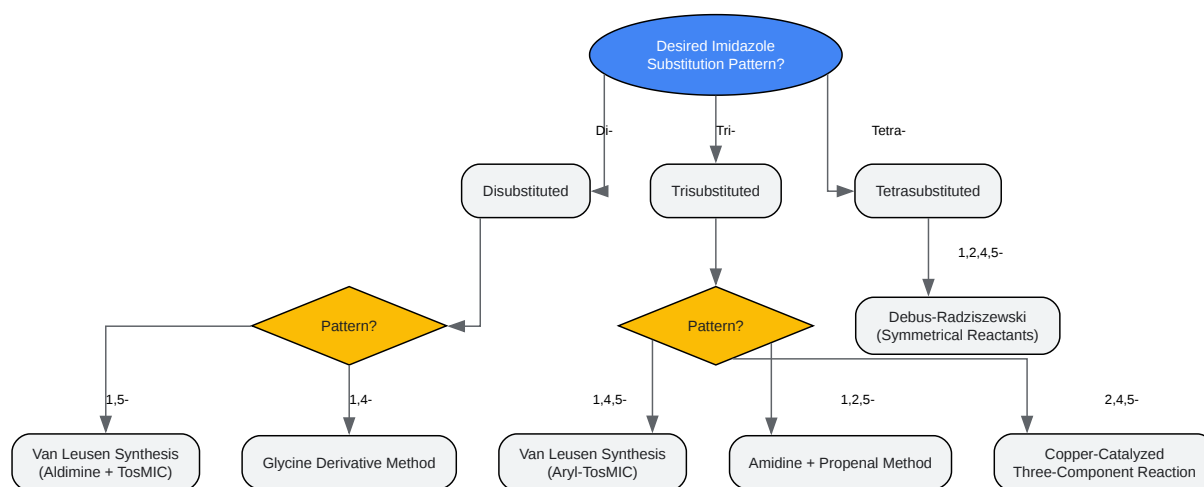 Desired Imidazole
Substitution Pattern?
Di-
Tri-
Tetra-
Disubstituted
Trisubstituted
Tetrasubstituted
1,2,4,5-
Pattern?
Pattern?
Debus-Radziszewski
(Symmetrical Reactants)
1,5-
1,4-
1,4,5-
1,2,5-
2,4,5-
Van Leusen Synthesis
(Aldimine + TosMIC)
Glycine Derivative Method
Van Leusen Synthesis
(Aryl-TosMIC)
Amidine + Propenal Method
Copper-Catalyzed
Three-Component Reaction